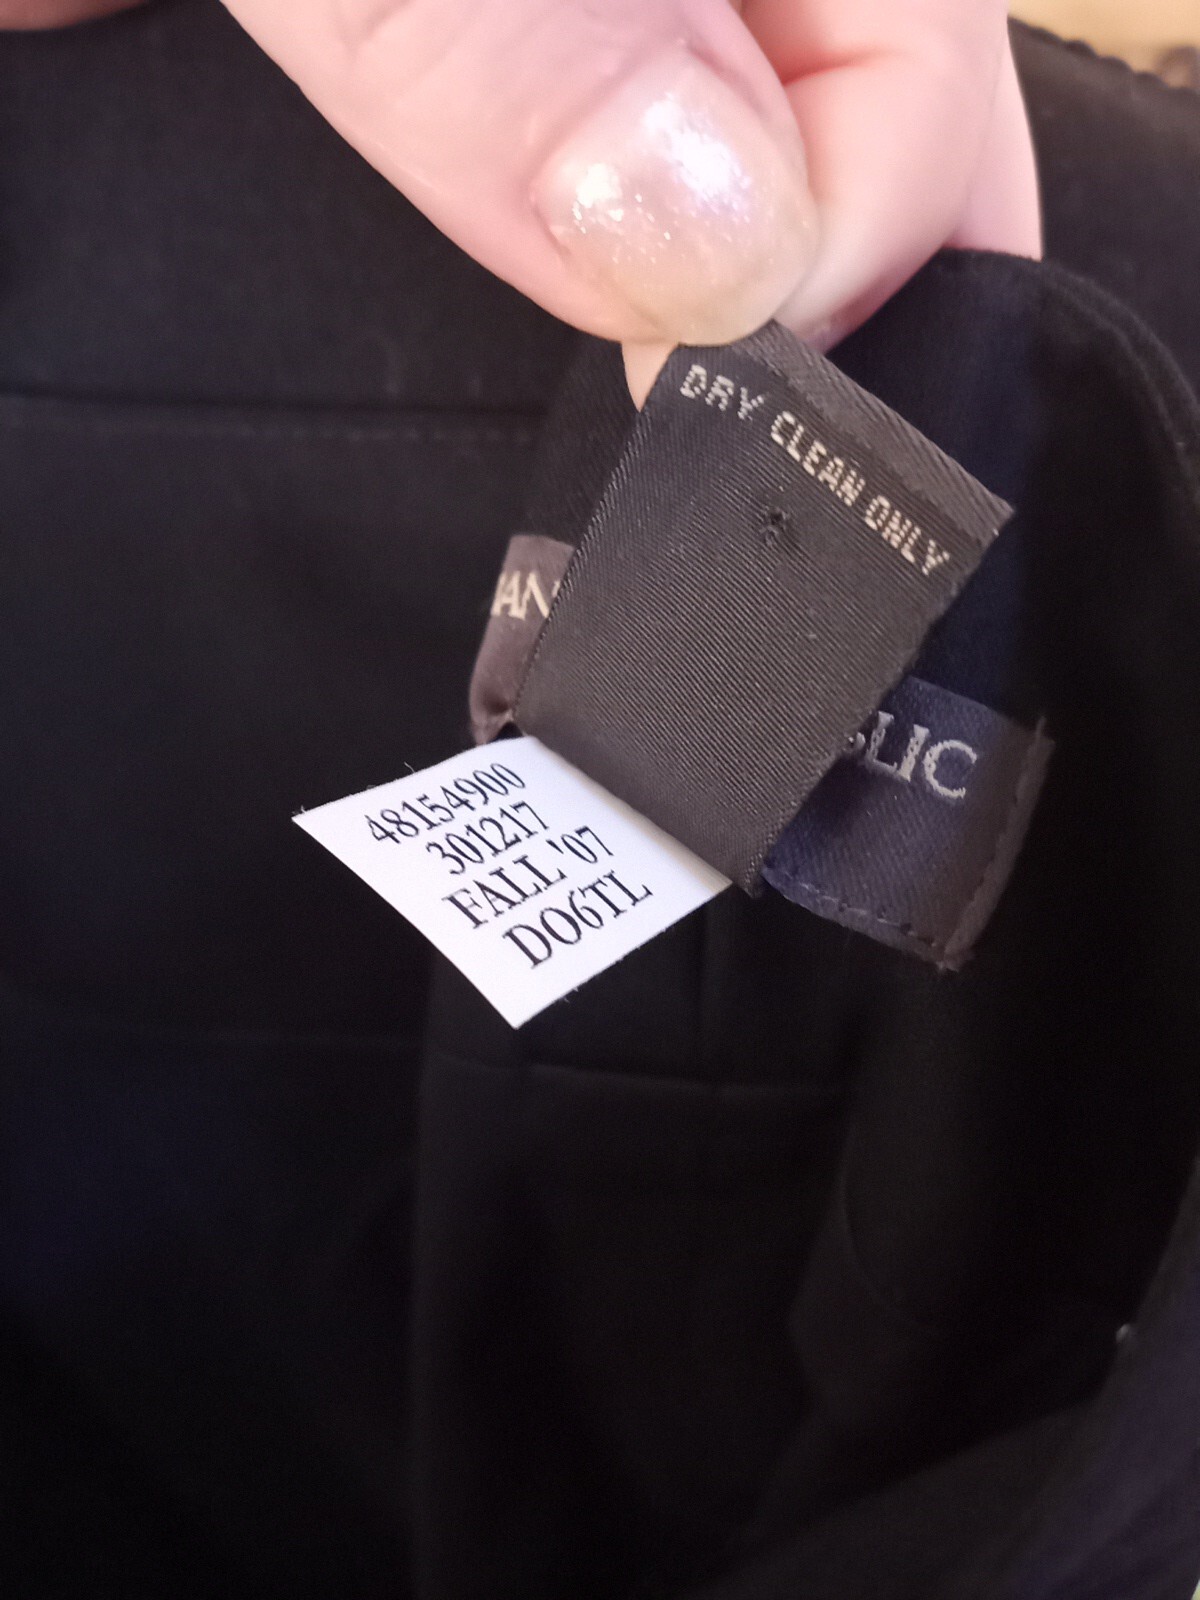 DRY CLEAN ONLY
48154900
301217
FALL '07
DO6TL